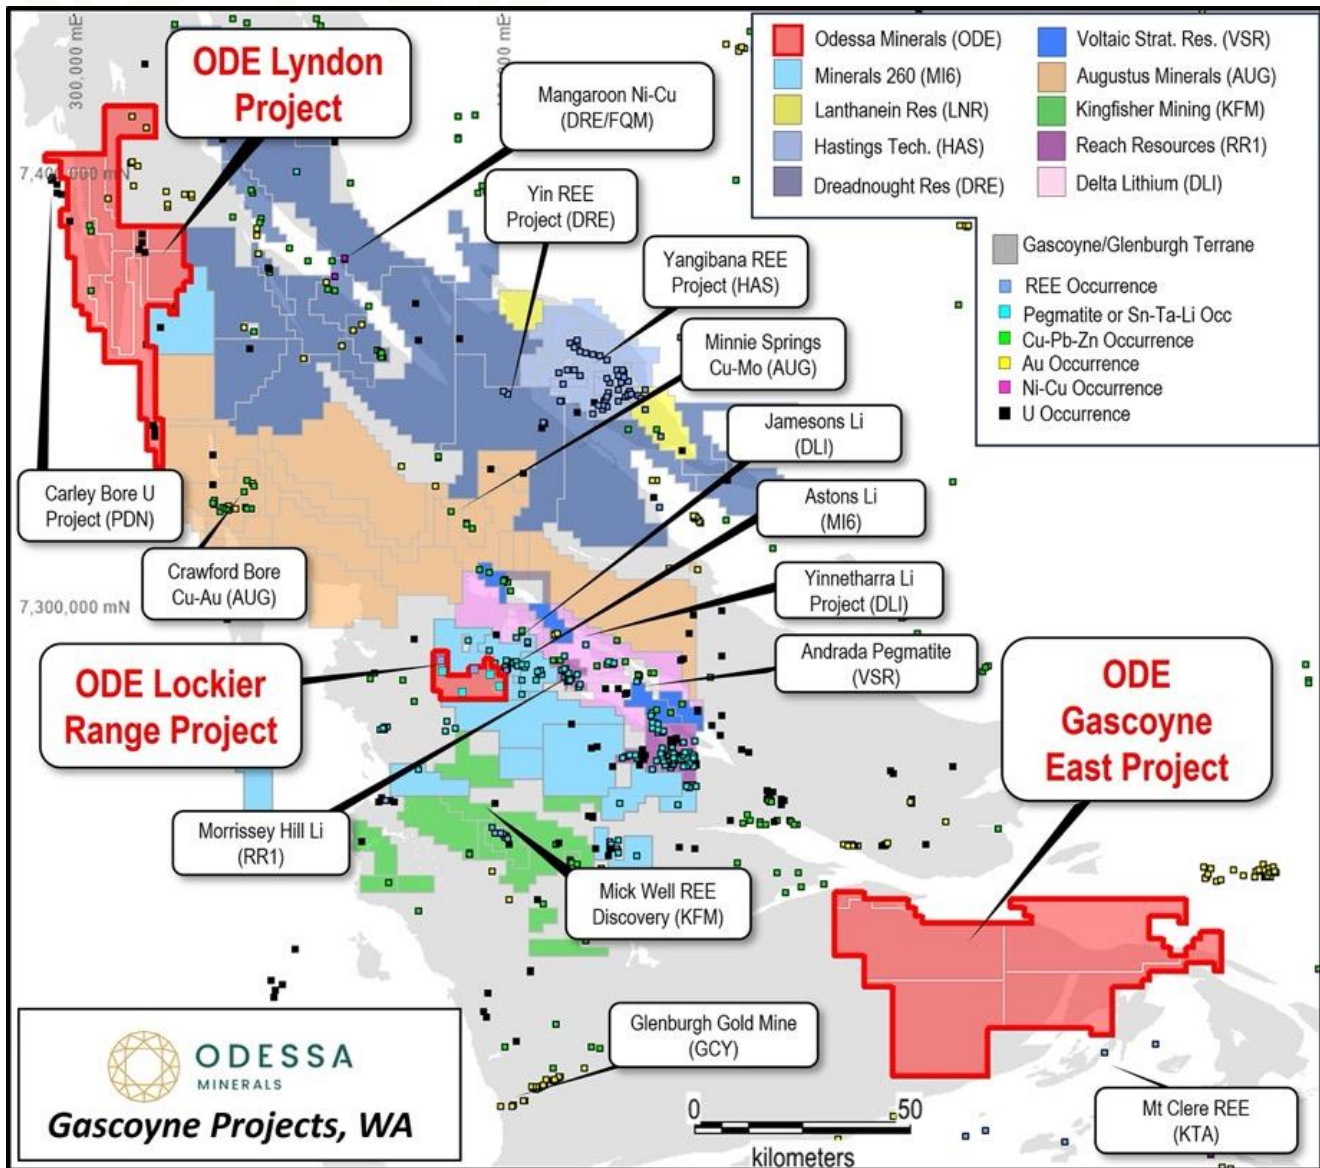 300,000 mE
mE
7,400,000 mN
7,300,000 mN
ODE Lyndon
Project
Mangaroon Ni-Cu
(DRE/FQM)
Yin REE
Project (DRE)
Yangibana REE
Project (HAS)
Minnie Springs
Cu-Mo (AUG)
Jamesons Li
(DLI)
Astons Li
(MI6)
Yinnetharra Li
Project (DLI)
Andrada Pegmatite
(VSR)
Carley Bore U
Project (PDN)
Crawford Bore
Cu-Au (AUG)
ODE Lockier
Range Project
ODE
Gascoyne
East Project
Morrissey Hill Li
(RR1)
Mick Well REE
Discovery (KFM)
Glenburgh Gold Mine
(GCY)
Mt Clere REE
(KTA)
Odessa Minerals (ODE)
Minerals 260 (MI6)
Lanthanein Res (LNR)
Hastings Tech. (HAS)
Dreadnought Res (DRE)
Voltaic Strat. Res. (VSR)
Augustus Minerals (AUG)
Kingfisher Mining (KFM)
Reach Resources (RR1)
Delta Lithium (DLI)
Gascoyne/Glenburgh Terrane
REE Occurrence
Pegmatite or Sn-Ta-Li Occ
Cu-Pb-Zn Occurrence
Au Occurrence
Ni-Cu Occurrence
U Occurrence
ODESSA
MINERALS
Gascoyne Projects, WA
0 50
kilometers